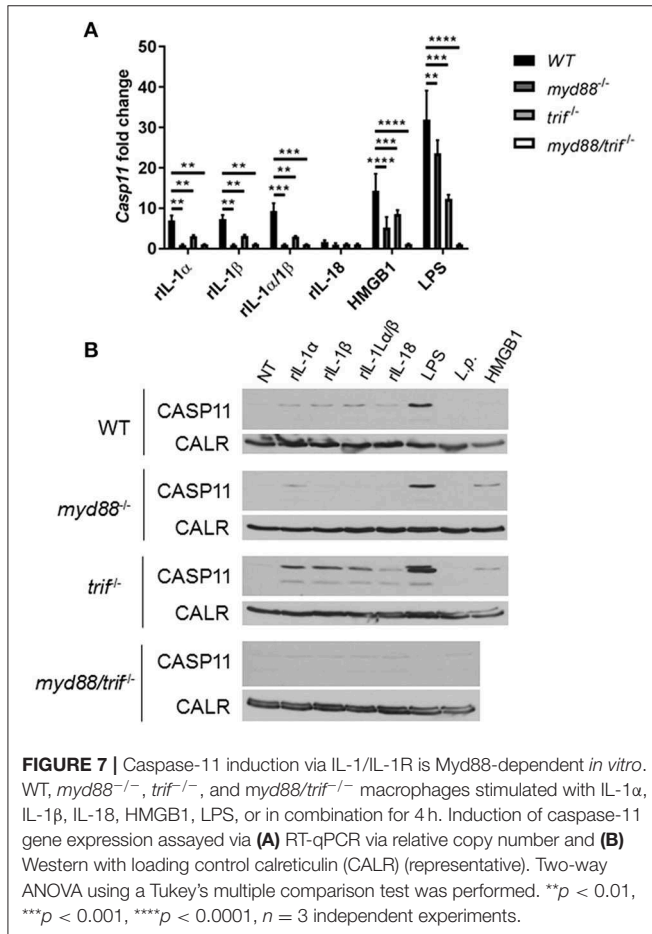 A
Casp11 fold change
50
40
30
20
10
0
** ** **
** ** **
*** ** ***
**** *** ****
** *** ****
rIL-1α
rIL-1β
rIL-1α/1β
rIL-18
HMGB1
LPS
WT
myd88-/-
trif-/-
myd88/trif-/-
B
NT rIL-1α rIL-1β rIL-1Lα/β rIL-18 LPS L.p. HMGB1
WT
CASP11
CALR
myd88-/-
CASP11
CALR
trif-/-
CASP11
CALR
myd88/trif-/-
CASP11
CALR
FIGURE 7 | Caspase-11 induction via IL-1/IL-1R is Myd88-dependent in vitro.
WT, myd88−/−, trif−/−, and myd88/trif−/− macrophages stimulated with IL-1α,
IL-1β, IL-18, HMGB1, LPS, or in combination for 4 h. Induction of caspase-11
gene expression assayed via (A) RT-qPCR via relative copy number and (B)
Western with loading control calreticulin (CALR) (representative). Two-way
ANOVA using a Tukey's multiple comparison test was performed. **p < 0.01,
***p < 0.001, ****p < 0.0001, n = 3 independent experiments.